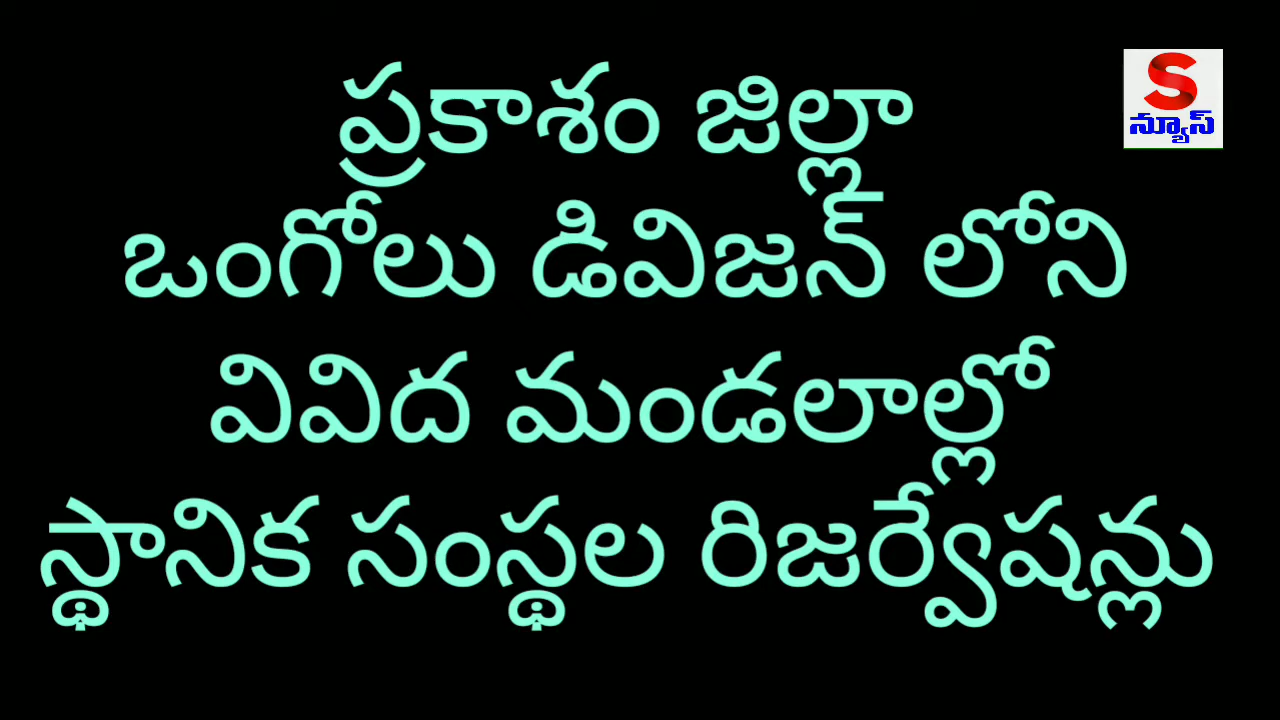 ప్రకాశం జిల్లా
S
న్యూస్
ఒంగోలు డివిజన్ లోని
వివిద మండలాల్లో
స్థానిక సంస్థల రిజర్వేషన్లు